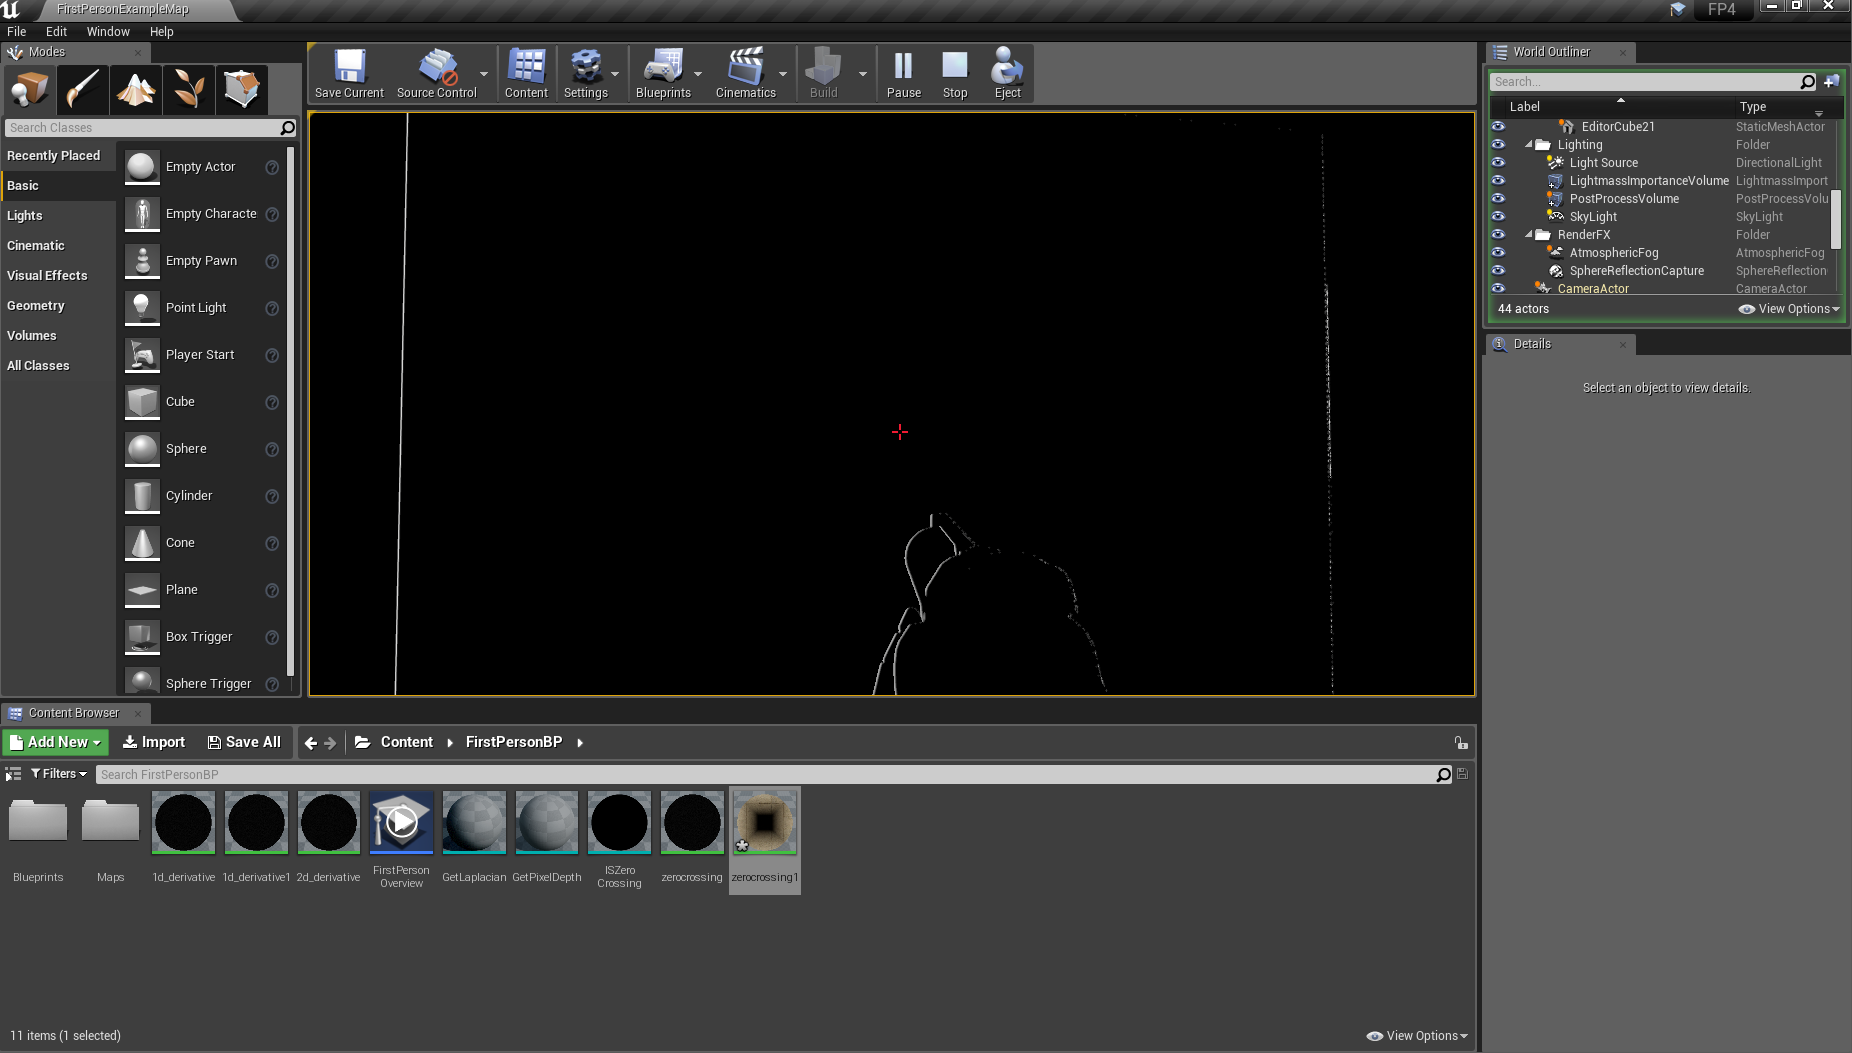 FirstPersonExampleMap
FP4
File Edit Window Help
Modes
Search Classes
Recently Placed
Basic
Lights
Cinematic
Visual Effects
Geometry
Volumes
All Classes
Empty Actor
Empty Characte
Empty Pawn
Point Light
Player Start
Cube
Sphere
Cylinder
Cone
Plane
Box Trigger
Sphere Trigger
Save Current Source Control Content Settings Blueprints Cinematics Build Pause Stop Eject
World Outliner
Search...
Label Type
EditorCube21 StaticMeshActor
Lighting Folder
Light Source DirectionalLight
LightmassImportanceVolume LightmassImport
PostProcessVolume PostProcessVolu
SkyLight SkyLight
RenderFX Folder
AtmosphericFog AtmosphericFog
SphereReflectionCapture SphereReflection
CameraActor CameraActor
44 actors View Options
Details
Select an object to view details.
Content Browser
Add New Import Save All Content FirstPersonBP
Filters Search FirstPersonBP
Blueprints
Maps
1d_derivative
1d_derivative1
2d_derivative
FirstPerson
Overview
GetLaplacian
GetPixelDepth
ISZero
Crossing
zerocrossing
zerocrossing1
11 items (1 selected) View Options